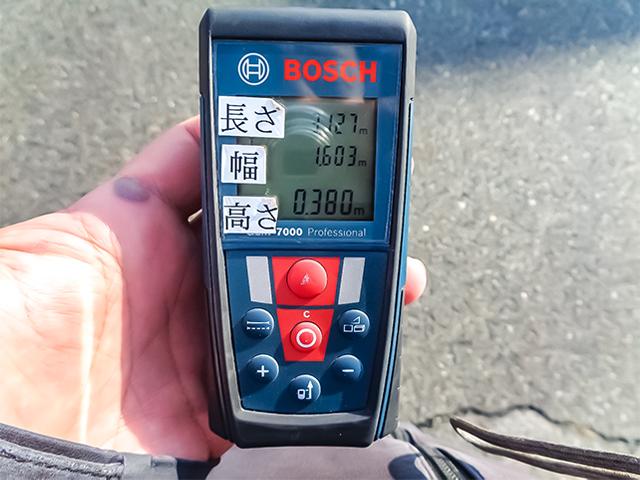 BOSCH
長さ 1.127m
幅 1.603m
高さ 0.380m
7000 Professional
C
+ −